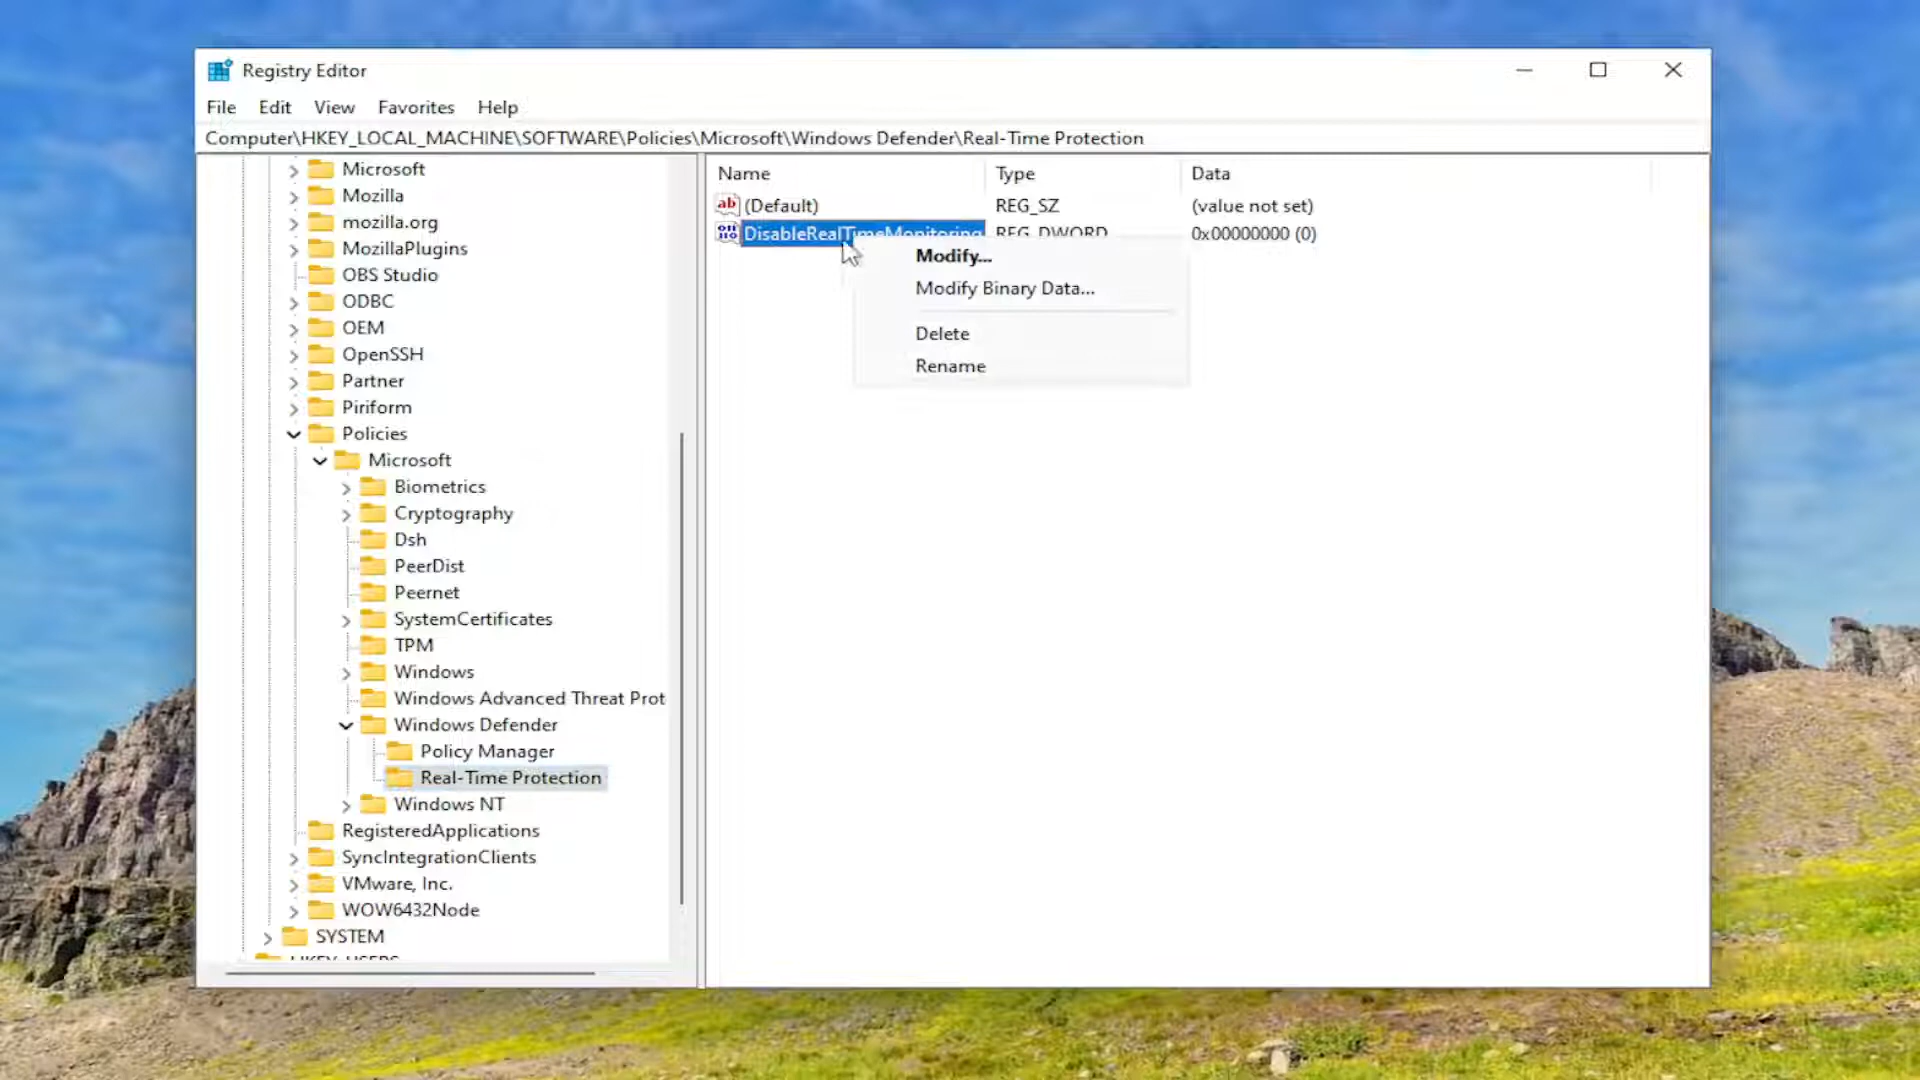 Registry Editor
File Edit View Favorites Help
Computer\HKEY_LOCAL_MACHINE\SOFTWARE\Policies\Microsoft\Windows Defender\Real-Time Protection
Microsoft
Mozilla
mozilla.org
MozillaPlugins
OBS Studio
ODBC
OEM
OpenSSH
Partner
Piriform
Policies
Microsoft
Biometrics
Cryptography
Dsh
PeerDist
Peernet
SystemCertificates
TPM
Windows
Windows Advanced Threat Prot
Windows Defender
Policy Manager
Real-Time Protection
Windows NT
RegisteredApplications
SyncIntegrationClients
VMware, Inc.
WOW6432Node
SYSTEM
HKEY_USERS
Name Type Data
(Default) REG_SZ (value not set)
DisableRealTimeMonitoring REG_DWORD 0x00000000 (0)
Modify...
Modify Binary Data...
Delete
Rename